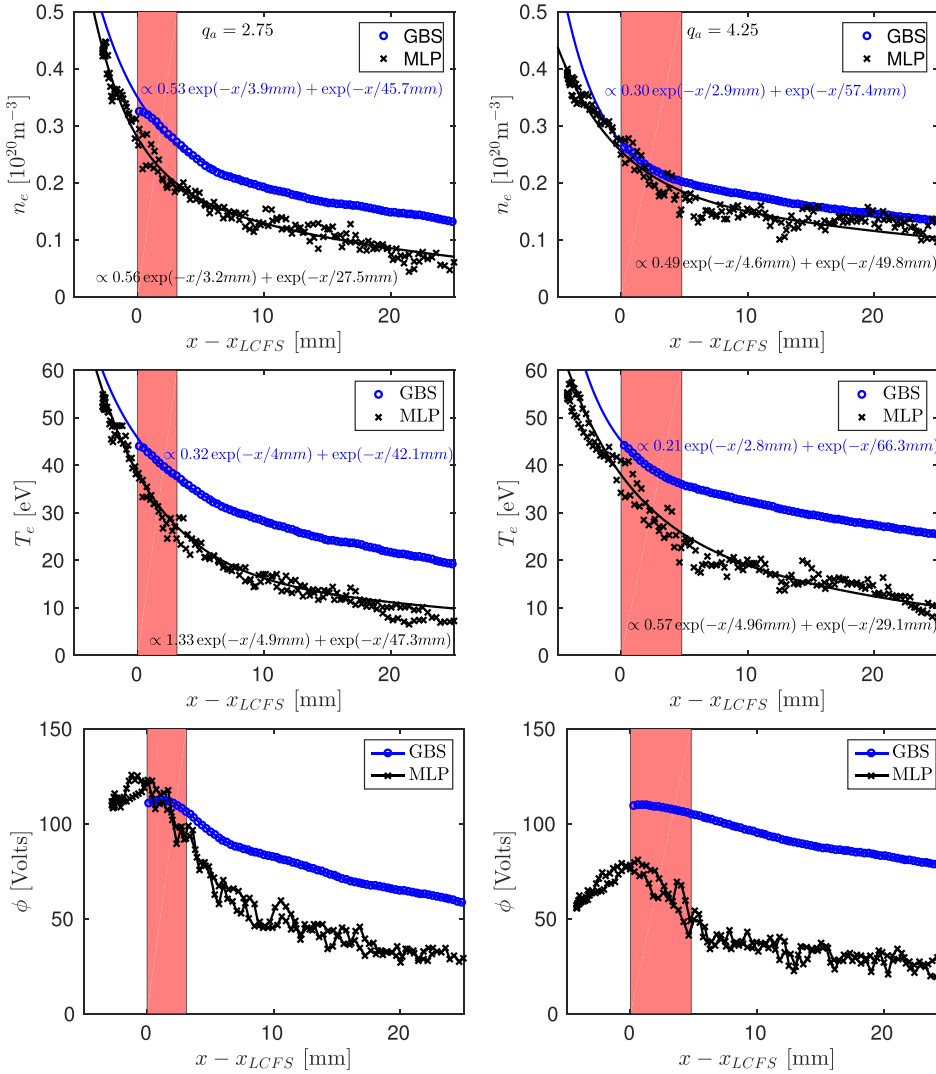 q_a = 2.75
GBS
MLP
∝ 0.53 exp(−x/3.9mm) + exp(−x/45.7mm)
∝ 0.56 exp(−x/3.2mm) + exp(−x/27.5mm)
n_e [10^20 m^−3]
0.5
0.4
0.3
0.2
0.1
0
0 10 20
x − x_LCFS [mm]
q_a = 4.25
GBS
MLP
∝ 0.30 exp(−x/2.9mm) + exp(−x/57.4mm)
∝ 0.49 exp(−x/4.6mm) + exp(−x/49.8mm)
n_e [10^20 m^−3]
0.5
0.4
0.3
0.2
0.1
0
0 10 20
x − x_LCFS [mm]
GBS
MLP
∝ 0.32 exp(−x/4mm) + exp(−x/42.1mm)
∝ 1.33 exp(−x/4.9mm) + exp(−x/47.3mm)
T_e [eV]
60
50
40
30
20
10
0
0 10 20
x − x_LCFS [mm]
GBS
MLP
∝ 0.21 exp(−x/2.8mm) + exp(−x/66.3mm)
∝ 0.57 exp(−x/4.96mm) + exp(−x/29.1mm)
T_e [eV]
60
50
40
30
20
10
0
0 10 20
x − x_LCFS [mm]
GBS
MLP
ϕ [Volts]
150
100
50
0
0 10 20
x − x_LCFS [mm]
GBS
MLP
ϕ [Volts]
150
100
50
0
0 10 20
x − x_LCFS [mm]